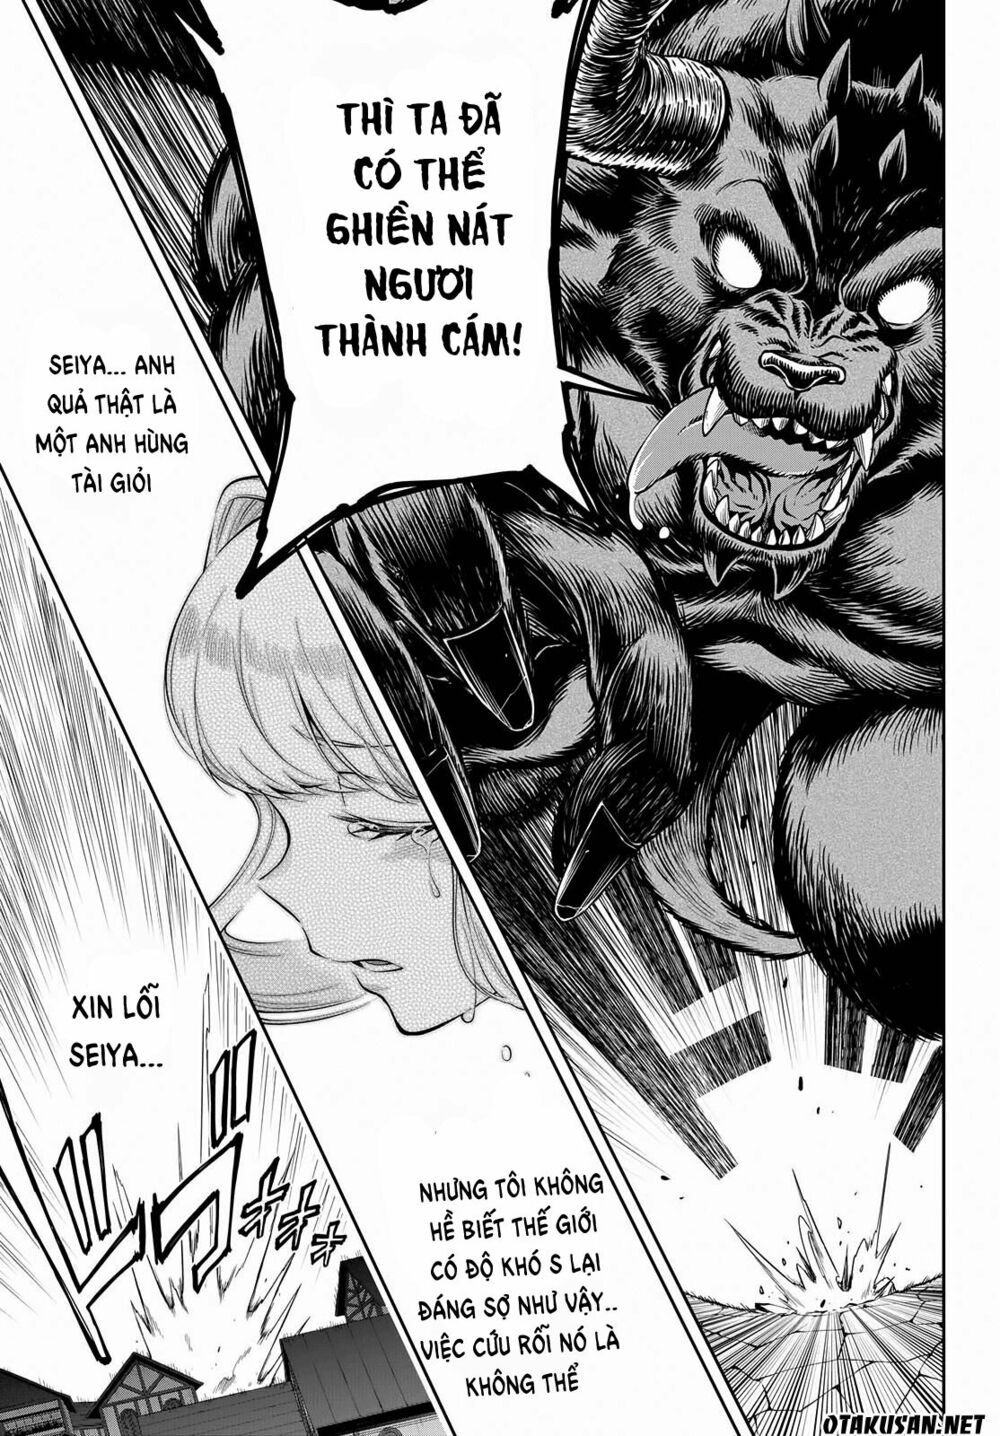 THÌ TA ĐÃ
CÓ THỂ
GHIỀN NÁT
NGƯƠI
THÀNH CÁM!
SEIYA... ANH
QUẢ THẬT LÀ
MỘT ANH HÙNG
TÀI GIỎI
XIN LỖI
SEIYA...
NHƯNG TÔI KHÔNG
HỀ BIẾT THẾ GIỚI
CÓ ĐỘ KHÓ S LẠI
ĐÁNG SỢ NHƯ VẬY..
VIỆC CỨU RỖI NÓ LÀ
KHÔNG THỂ
OTAKUSAN.NET